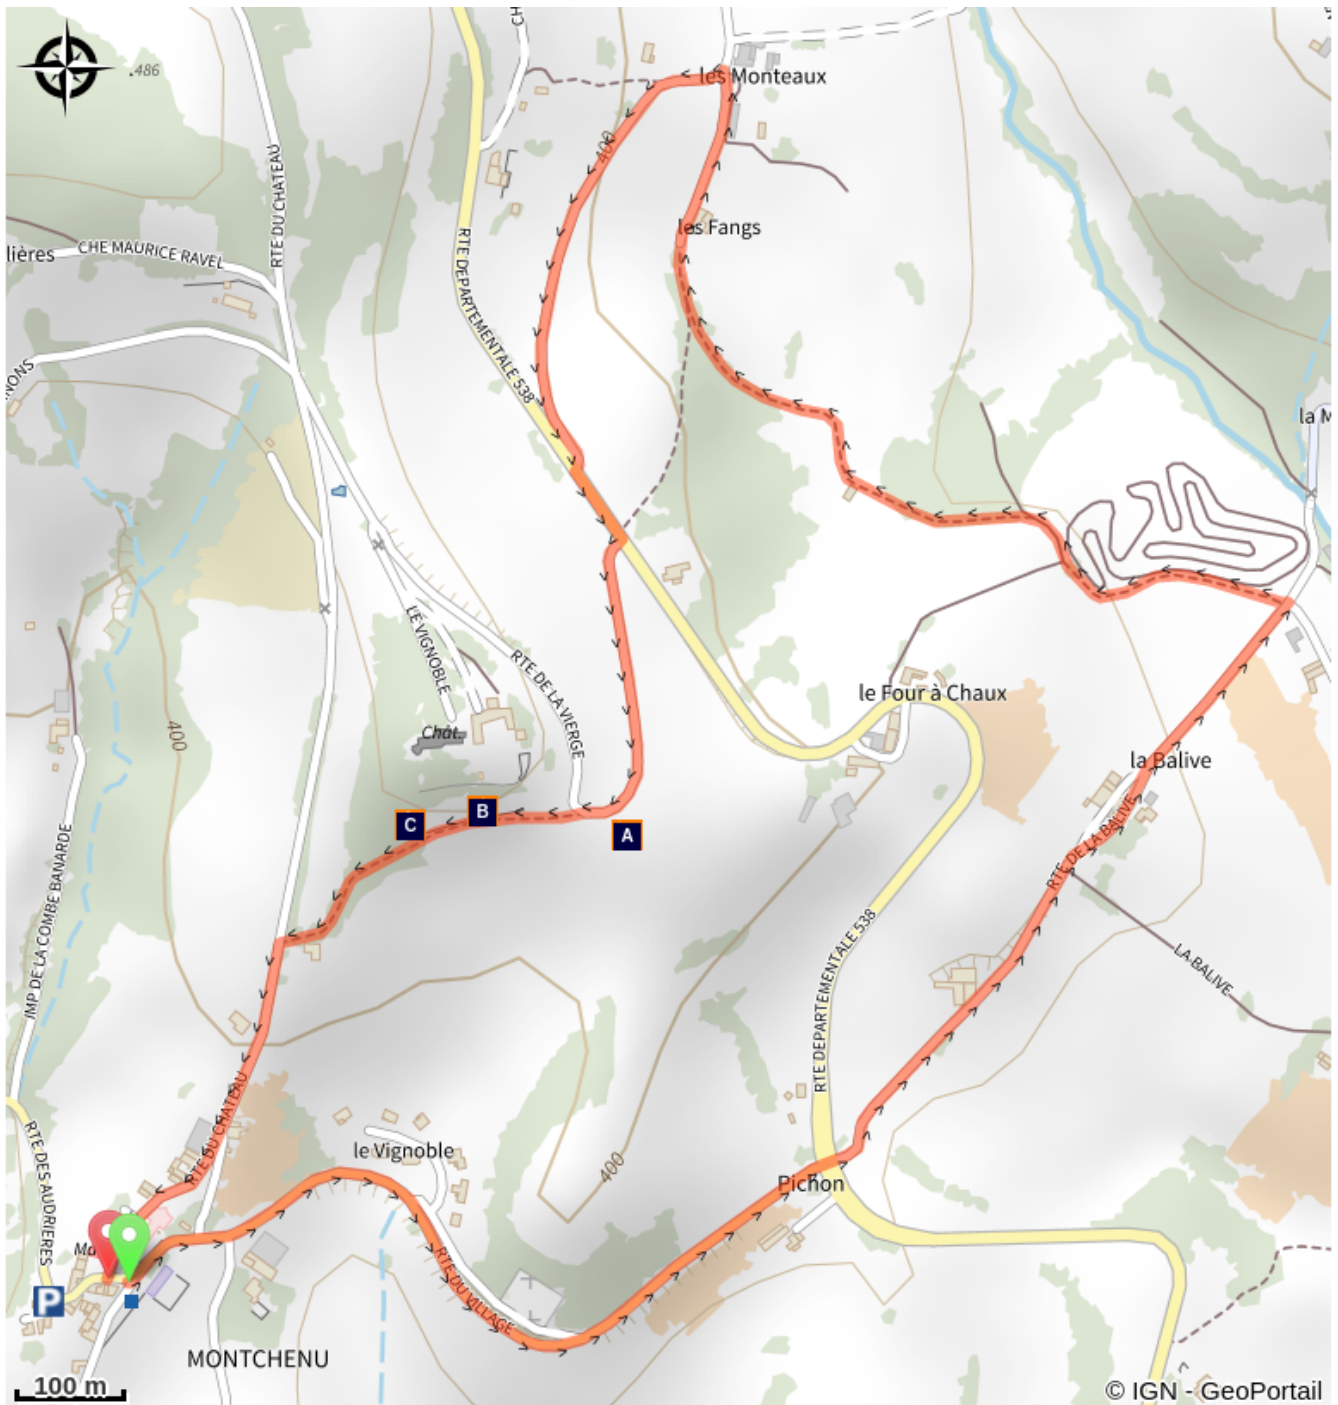 CH
.486
les Monteaux
400
RTE DU CHATEAU
les Fangs
lières
CHE MAURICE RAVEL
RTE DEPARTEMENTALE 538
NONS
la M
LE VIGNOBLE
RTE DE LA VIERGE
le Four à Chaux
400
Chât.
la Balive
B
C
A
RTE DE LA BALIVE
IMP DE LA COMBE BANARDE
RTE DEPARTEMENTALE 538
LA BALIVE
RTE DU CHATEAU
RTE DES AUDRIERES
le Vignoble
400
Pichon
Ma
RTE DU VILLAGE
P
MONTCHENU
100 m
© IGN - GeoPortail